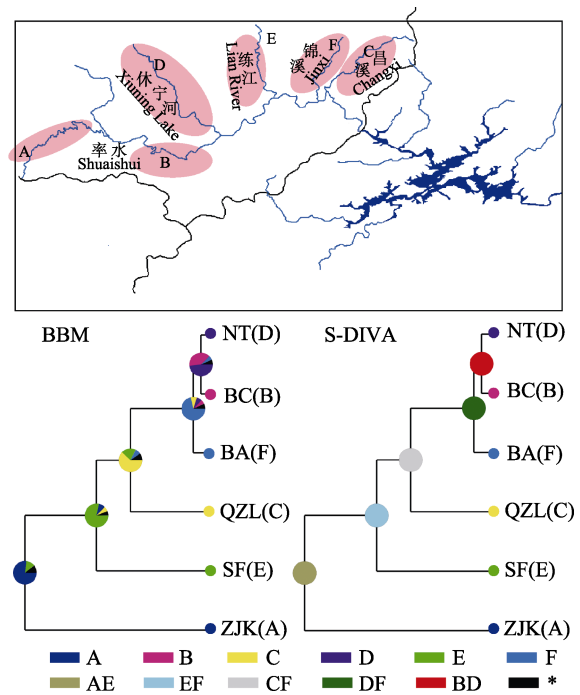 E
D
休宁河
Xiuning Lake
练江
Lian River
锦溪
F
Jinxi
C
昌溪
Changxi
A
率水
Shuaishui
B
BBM
S-DIVA
NT(D)
BC(B)
BA(F)
QZL(C)
SF(E)
ZJK(A)
NT(D)
BC(B)
BA(F)
QZL(C)
SF(E)
ZJK(A)
A B C D E F
AE EF CF DF BD *